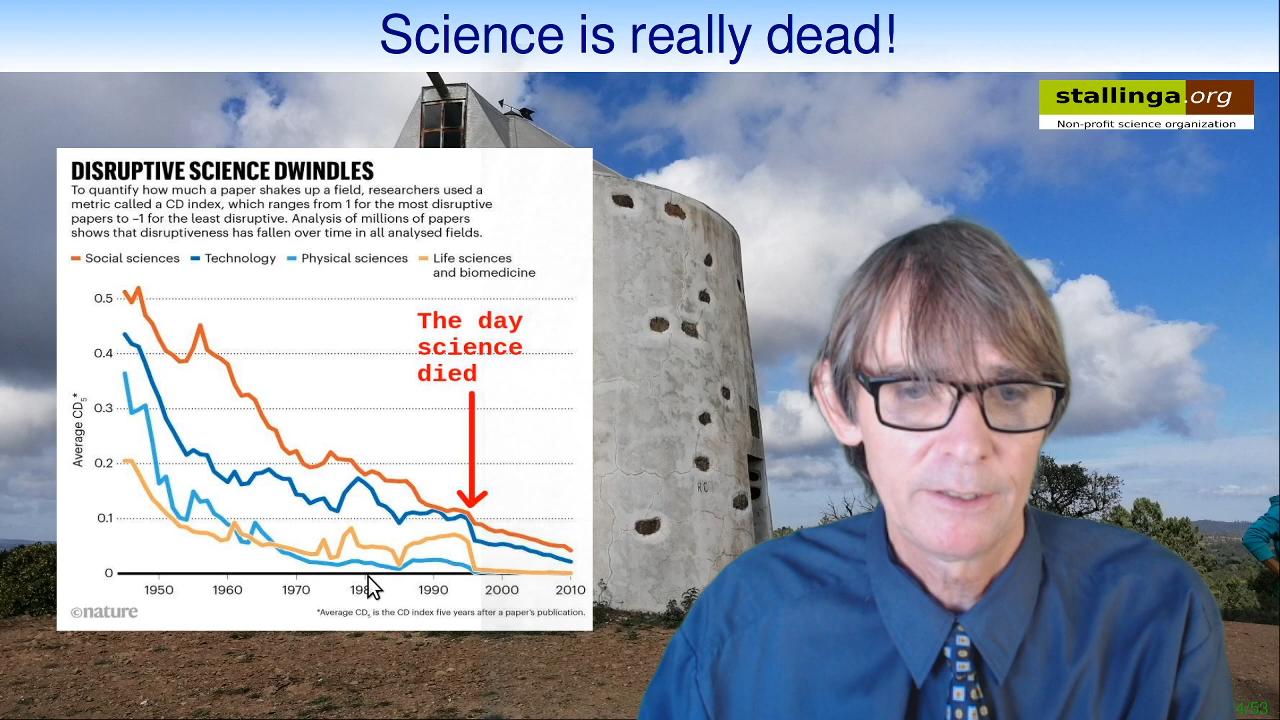 Science is really dead!
stallinga.org
Non-profit science organization
DISRUPTIVE SCIENCE DWINDLES
To quantify how much a paper shakes up a field, researchers used a
metric called a CD index, which ranges from 1 for the most disruptive
papers to –1 for the least disruptive. Analysis of millions of papers
shows that disruptiveness has fallen over time in all analysed fields.
Social sciences Technology Physical sciences Life sciences
and biomedicine
0.5
The day
science
died
0.4
0.3
Average CD5*
0.2
0.1
0
1950 1960 1970 1990 2000 2010
©nature
*Average CD5 is the CD index five years after a paper's publication.
4/53